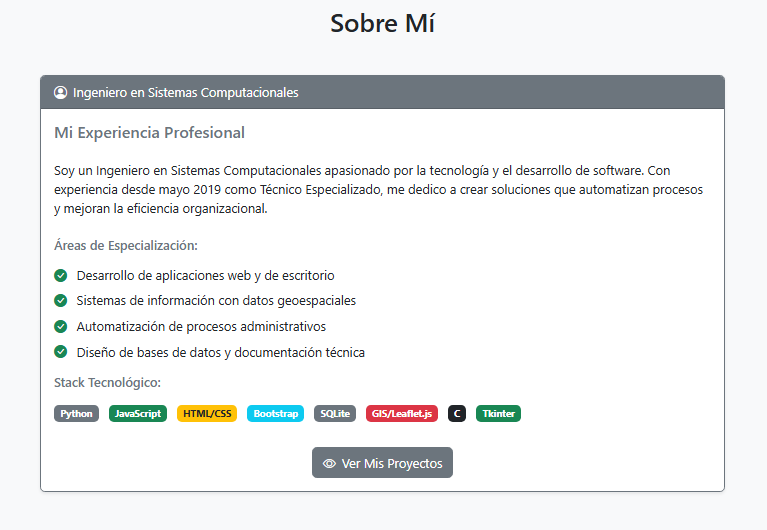 Sobre Mí
Ingeniero en Sistemas Computacionales
Mi Experiencia Profesional
Soy un Ingeniero en Sistemas Computacionales apasionado por la tecnología y el desarrollo de software. Con
experiencia desde mayo 2019 como Técnico Especializado, me dedico a crear soluciones que automatizan procesos
y mejoran la eficiencia organizacional.
Áreas de Especialización:
Desarrollo de aplicaciones web y de escritorio
Sistemas de información con datos geoespaciales
Automatización de procesos administrativos
Diseño de bases de datos y documentación técnica
Stack Tecnológico:
Python JavaScript HTML/CSS Bootstrap SQLite GIS/Leaflet.js C Tkinter
Ver Mis Proyectos